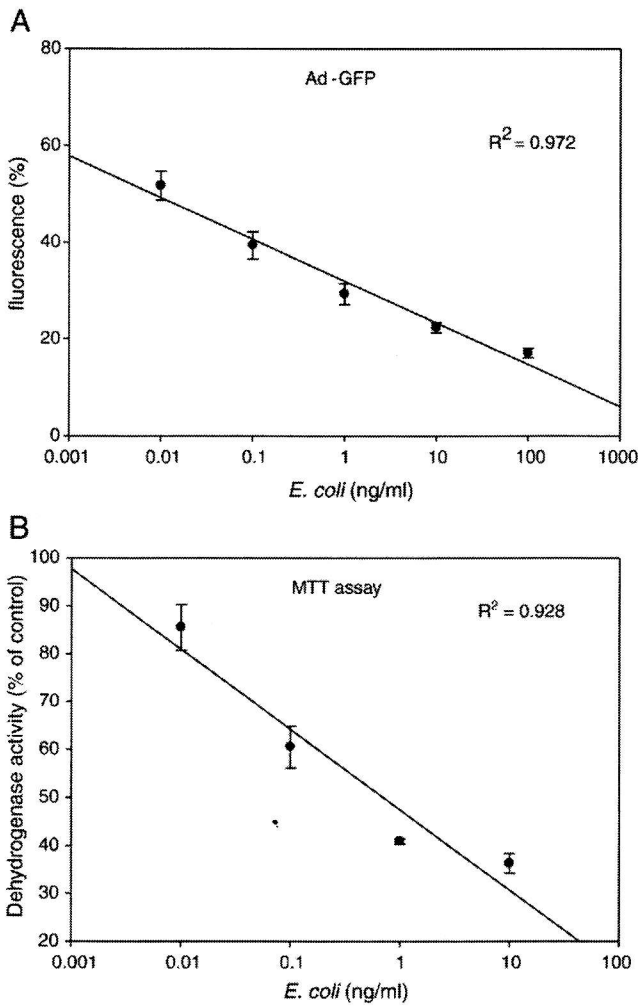 A
80
60
40
20
0
fluorescence (%)
Ad-GFP
R² = 0.972
0.001 0.01 0.1 1 10 100 1000
E. coli (ng/ml)
B
100
90
80
70
60
50
40
30
20
Dehydrogenase activity (% of control)
MTT assay
R² = 0.928
0.001 0.01 0.1 1 10
E. coli (ng/ml)